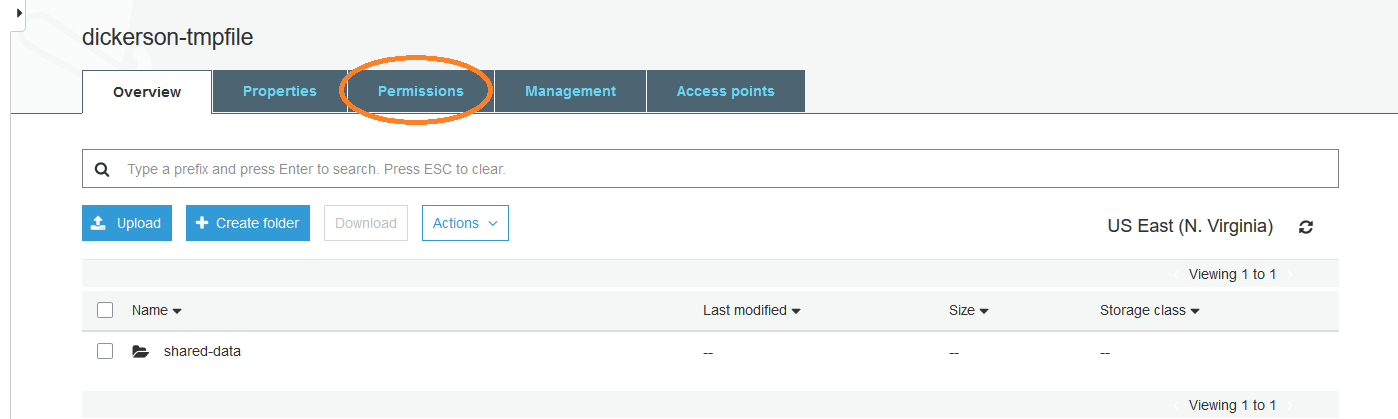 dickerson-tmpfile
Overview Properties Permissions Management Access points
Type a prefix and press Enter to search. Press ESC to clear.
Upload Create folder Download Actions
US East (N. Virginia)
Viewing 1 to 1
Name Last modified Size Storage class
shared-data -- -- --
Viewing 1 to 1